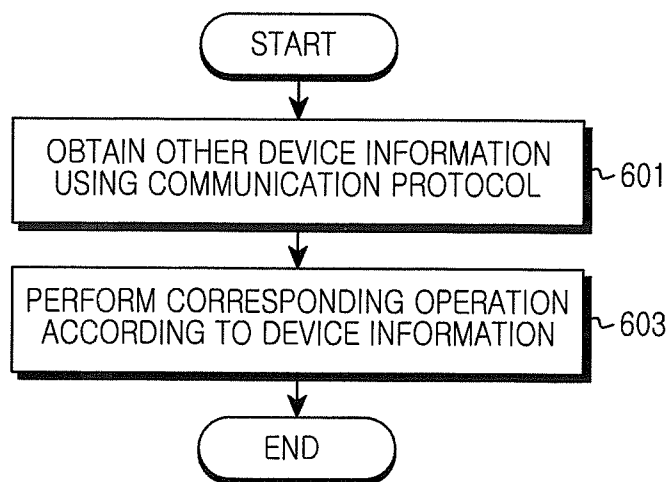 START
OBTAIN OTHER DEVICE INFORMATION
USING COMMUNICATION PROTOCOL
601
PERFORM CORRESPONDING OPERATION
ACCORDING TO DEVICE INFORMATION
603
END